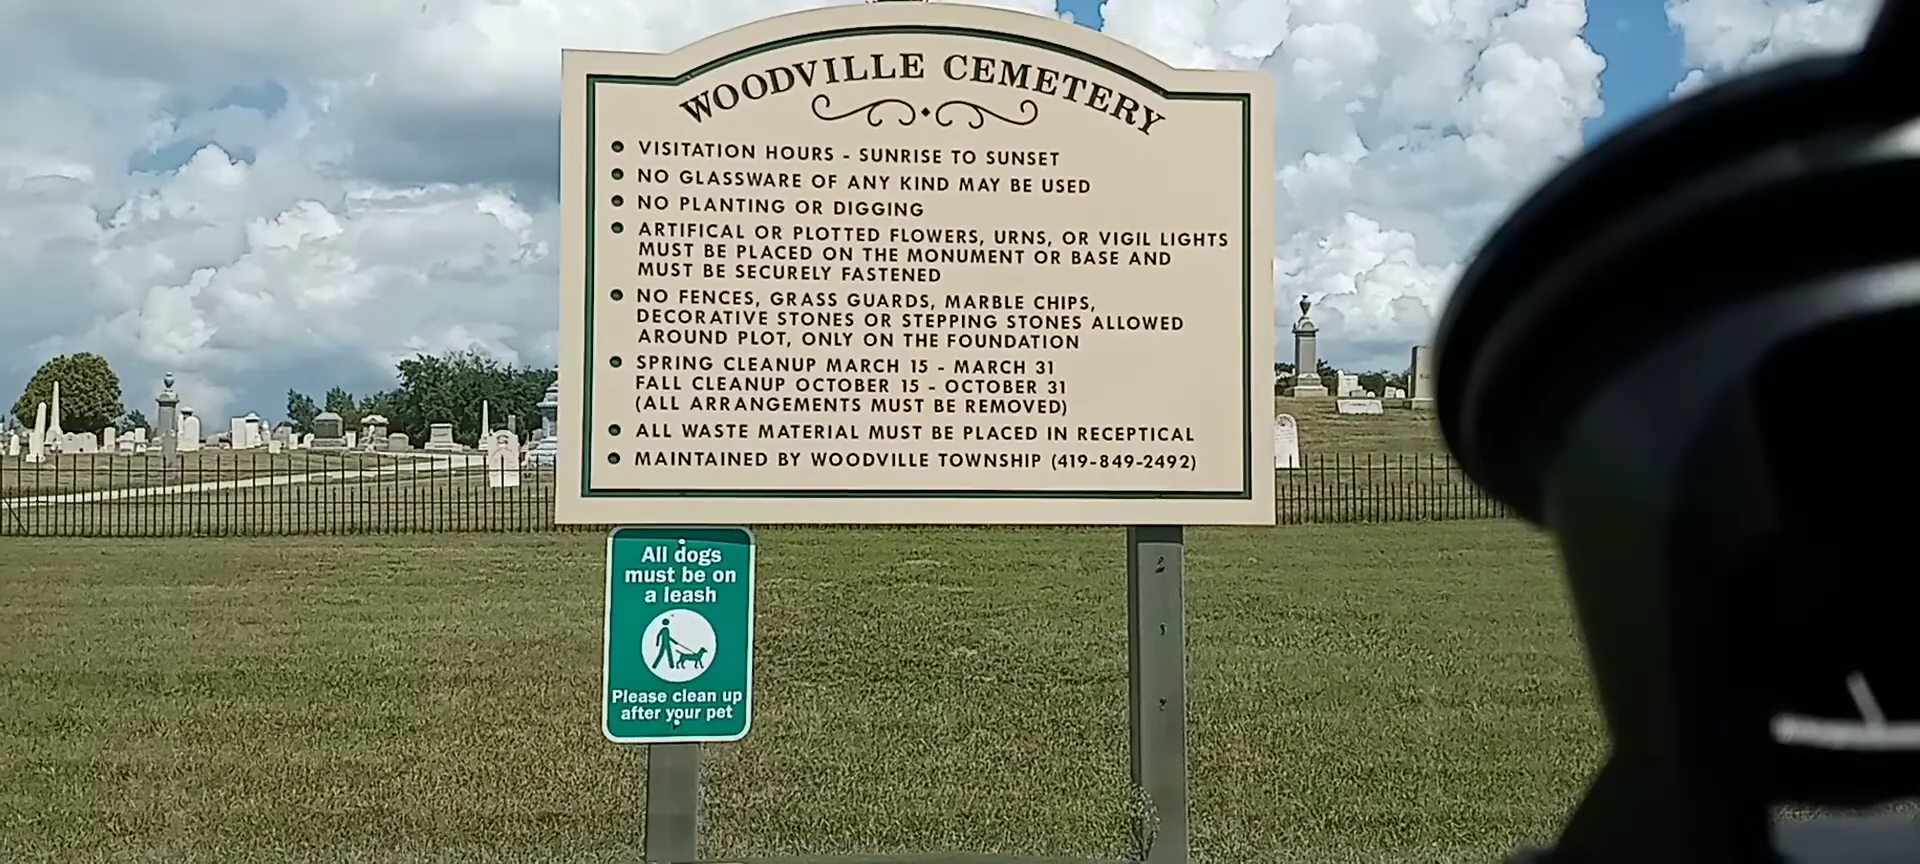 WOODVILLE CEMETERY
VISITATION HOURS - SUNRISE TO SUNSET
NO GLASSWARE OF ANY KIND MAY BE USED
NO PLANTING OR DIGGING
ARTIFICAL OR PLOTTED FLOWERS, URNS, OR VIGIL LIGHTS
MUST BE PLACED ON THE MONUMENT OR BASE AND
MUST BE SECURELY FASTENED
NO FENCES, GRASS GUARDS, MARBLE CHIPS,
DECORATIVE STONES OR STEPPING STONES ALLOWED
AROUND PLOT, ONLY ON THE FOUNDATION
SPRING CLEANUP MARCH 15 - MARCH 31
FALL CLEANUP OCTOBER 15 - OCTOBER 31
(ALL ARRANGEMENTS MUST BE REMOVED)
ALL WASTE MATERIAL MUST BE PLACED IN RECEPTICAL
MAINTAINED BY WOODVILLE TOWNSHIP (419-849-2492)
All dogs
must be on
a leash
Please clean up
after your pet